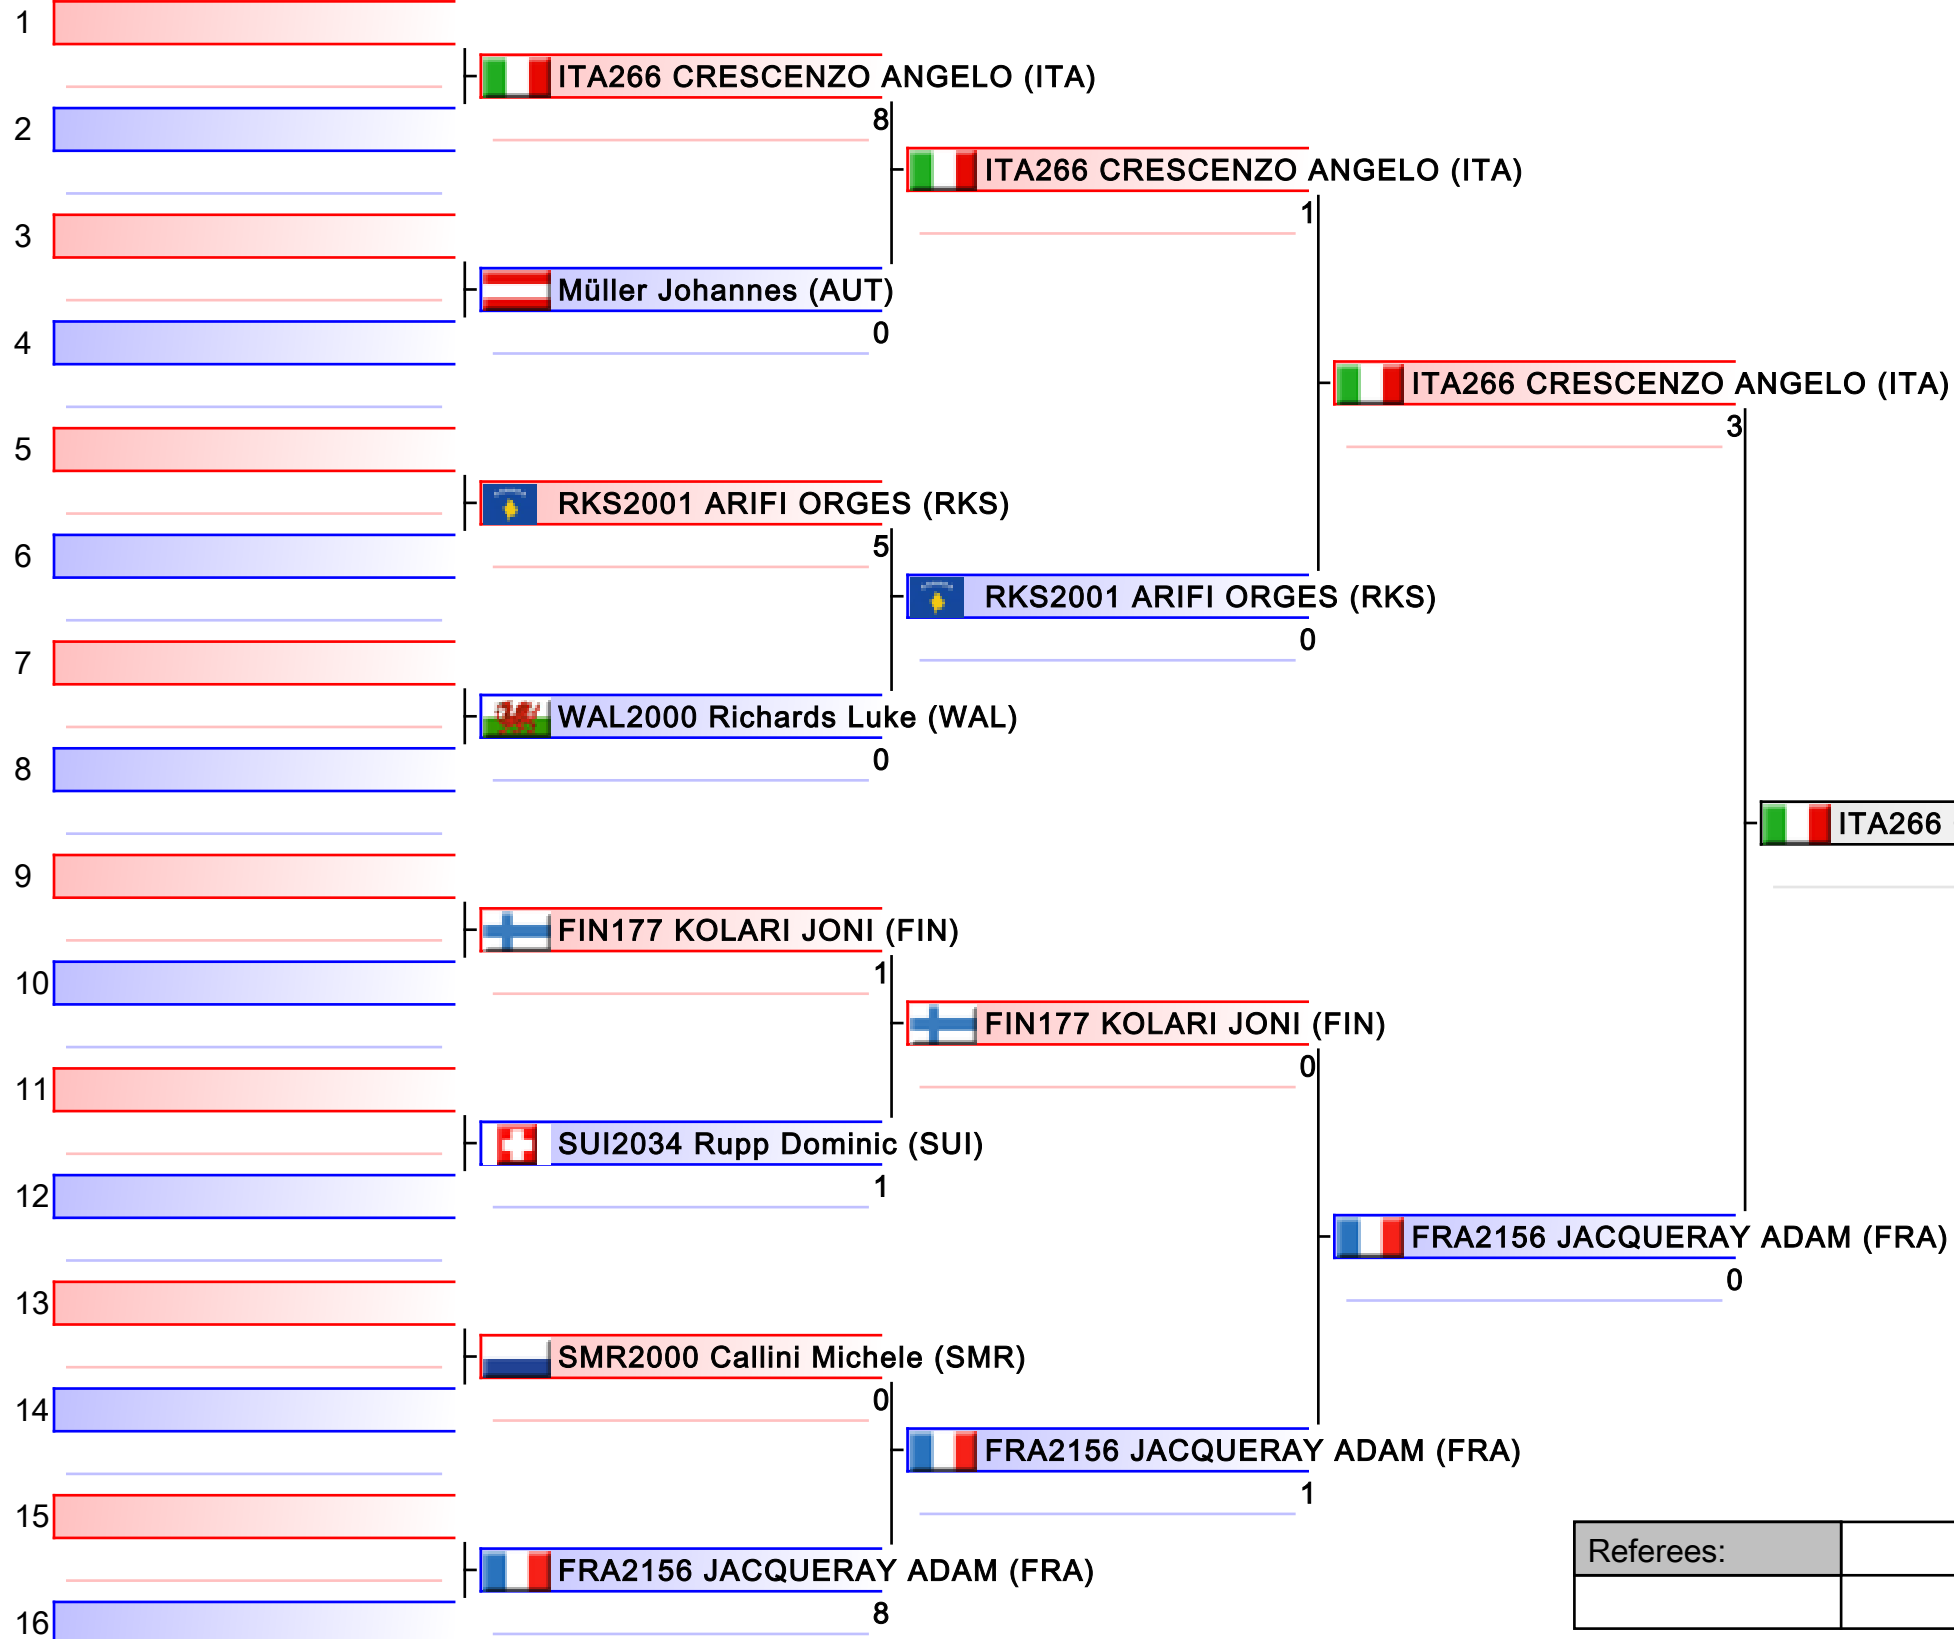 1
ITA266 CRESCENZO ANGELO (ITA)
8
2
ITA266 CRESCENZO ANGELO (ITA)
1
3
Müller Johannes (AUT)
0
4
ITA266 CRESCENZO ANGELO (ITA)
3
5
RKS2001 ARIFI ORGES (RKS)
5
6
RKS2001 ARIFI ORGES (RKS)
0
7
WAL2000 Richards Luke (WAL)
0
8
ITA266
9
FIN177 KOLARI JONI (FIN)
1
10
FIN177 KOLARI JONI (FIN)
0
11
SUI2034 Rupp Dominic (SUI)
1
12
FRA2156 JACQUERAY ADAM (FRA)
0
13
SMR2000 Callini Michele (SMR)
0
14
FRA2156 JACQUERAY ADAM (FRA)
1
15
Referees:
FRA2156 JACQUERAY ADAM (FRA)
8
16